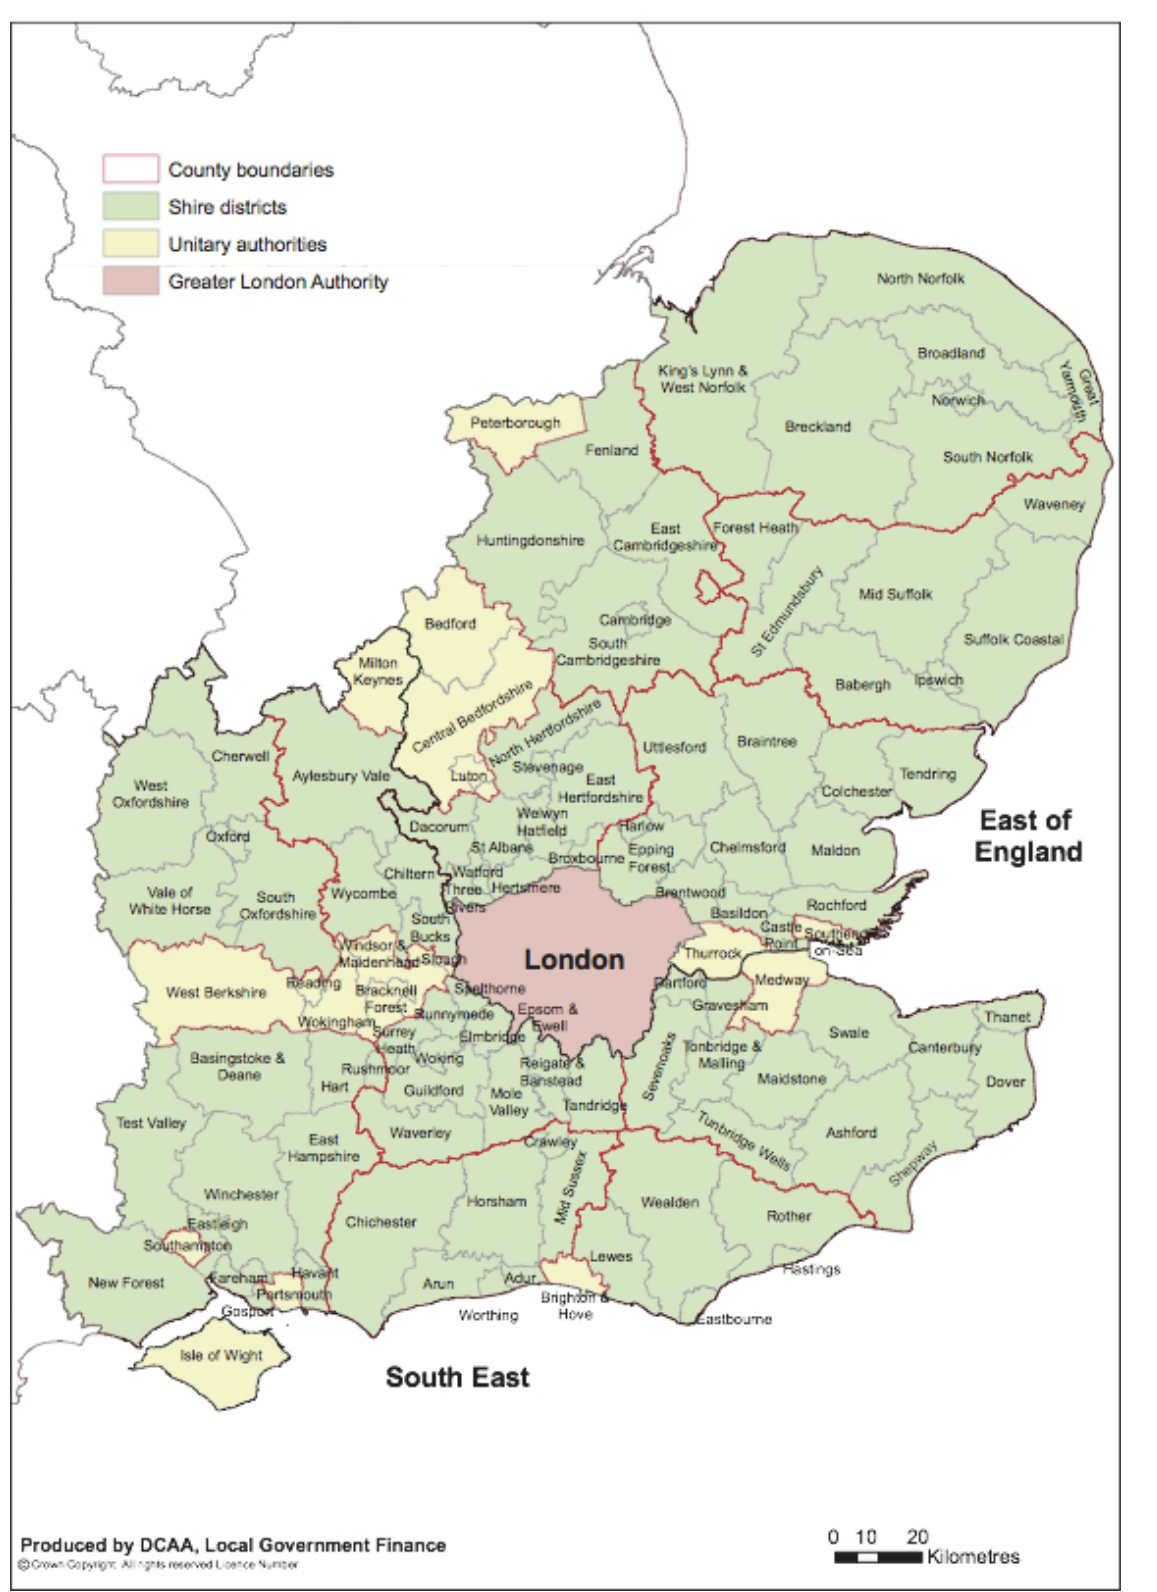 County boundaries
Shire districts
Unitary authorities
Greater London Authority
North Norfolk
Broadland
Great
Yarmouth
King's Lynn &
West Norfolk
Norwich
Breckland
South Norfolk
Peterborough
Fenland
Waveney
Huntingdonshire
East
Cambridgeshire
Forest Heath
St Edmundsbury
Mid Suffolk
Suffolk Coastal
Bedford
Cambridge
South
Cambridgeshire
Milton
Keynes
Babergh
Ipswich
Central Bedfordshire
North Hertfordshire
Cherwell
Uttlesford
Braintree
Aylesbury Vale
Luton
Stevenage
East
Hertfordshire
Tendring
Colchester
West
Oxfordshire
Oxford
Dacorum
Welwyn
Hatfield
Harlow
East of
England
St Albans
Broxbourne
Epping
Forest
Chelmsford
Maldon
Chiltern
Watford
Three
Rivers
Hertsmere
Wycombe
Brentwood
Vale of
White Horse
South
Oxfordshire
South
Bucks
Basildon
Rochford
Castle
Point
Southend-
on-Sea
Windsor &
Maidenhead
Slough
London
Thurrock
West Berkshire
Reading
Bracknell
Forest
Spelthorne
Dartford
Medway
Gravesham
Wokingham
Runnymede
Epsom &
Ewell
Elmbridge
Thanet
Surrey
Heath
Woking
Swale
Canterbury
Basingstoke &
Deane
Rushmoor
Hart
Guildford
Reigate &
Banstead
Mole
Valley
Tandridge
Sevenoaks
Tonbridge &
Malling
Maidstone
Dover
Test Valley
Waverley
Crawley
Tunbridge Wells
Ashford
Shepway
East
Hampshire
Winchester
Chichester
Horsham
Mid Sussex
Wealden
Rother
Eastleigh
Southampton
New Forest
Fareham
Havant
Portsmouth
Gosport
Arun
Adur
Worthing
Brighton &
Hove
Lewes
Hastings
Eastbourne
Isle of Wight
South East
Produced by DCAA, Local Government Finance
© Crown Copyright. All rights reserved Licence Number
0 10 20
Kilometres